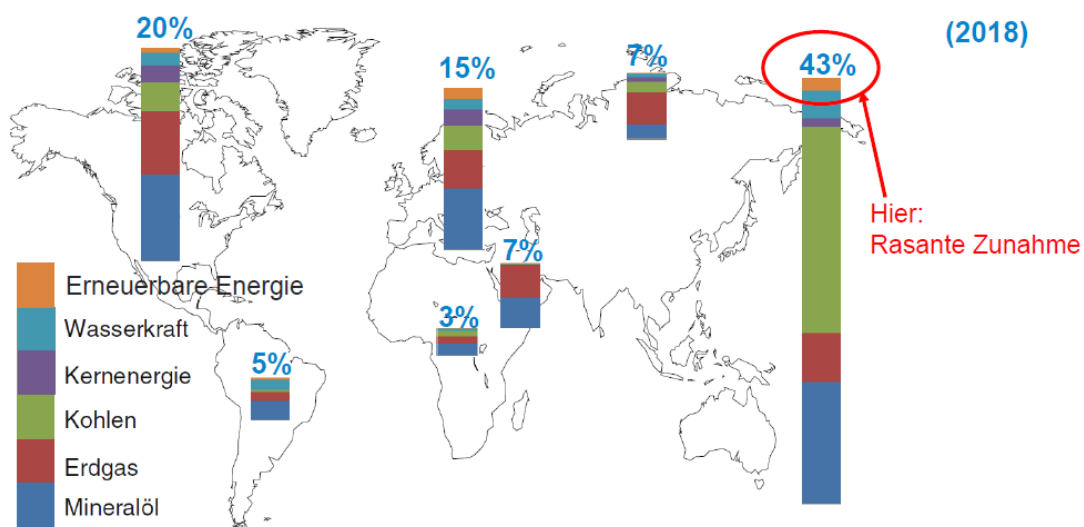 20%
15%
7%
43%
(2018)
Hier:
Rasante Zunahme
7%
3%
5%
Erneuerbare Energie
Wasserkraft
Kernenergie
Kohlen
Erdgas
Mineralöl